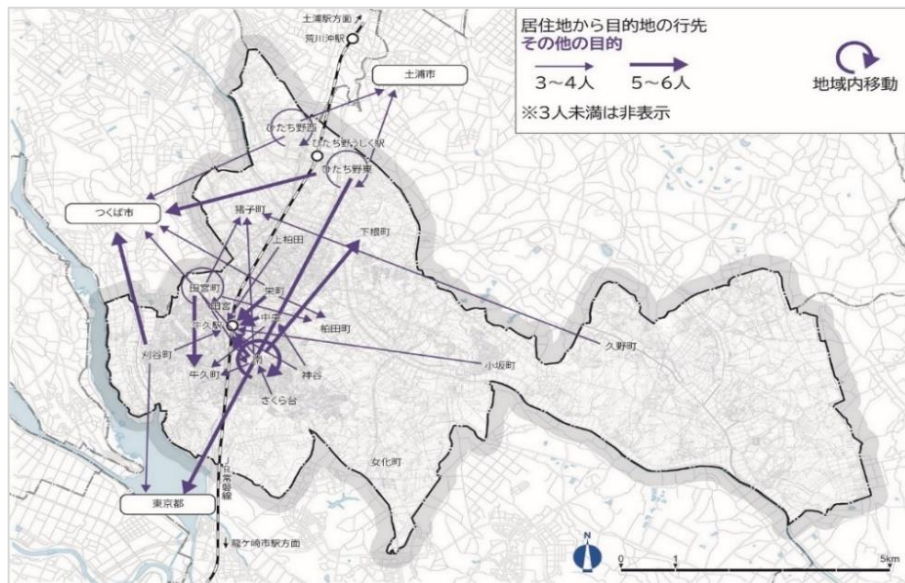 居住地から目的地の行先
その他の目的
3～4人
5～6人
地域内移動
※3人未満は非表示
土浦駅方面
荒川沖駅
土浦市
ひたち野西
ひたち野うしく駅
ひたち野東
つくば市
猪子町
下根町
上柏田
田宮町
栄町
田宮
中央
牛久駅
柏田町
刈谷町
南
久野町
小坂町
牛久町
神谷
さくら台
女化町
JR常磐線
東京都
龍ケ崎市駅方面
N
0
1
5km